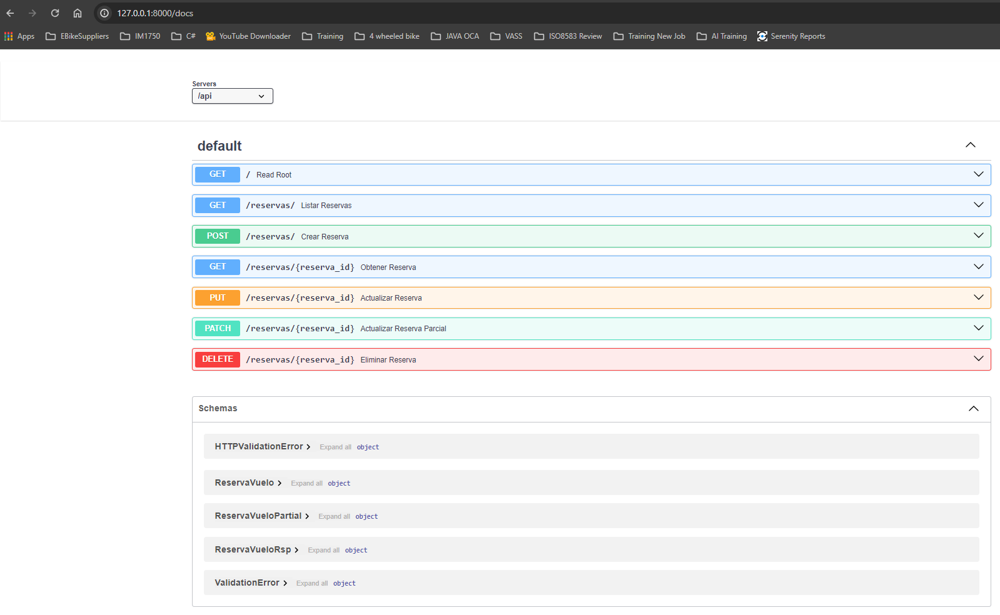 127.0.0.1:8000/docs
Apps EBikeSuppliers IM1750 C# YouTube Downloader Training 4 wheeled bike JAVA OCA VASS ISO8583 Review Training New Job AI Training Serenity Reports
Servers
/api
default
GET / Read Root
GET /reservas/ Listar Reservas
POST /reservas/ Crear Reserva
GET /reservas/{reserva_id} Obtener Reserva
PUT /reservas/{reserva_id} Actualizar Reserva
PATCH /reservas/{reserva_id} Actualizar Reserva Parcial
DELETE /reservas/{reserva_id} Eliminar Reserva
Schemas
HTTPValidationError Expand all object
ReservaVuelo Expand all object
ReservaVueloPartial Expand all object
ReservaVueloRsp Expand all object
ValidationError Expand all object